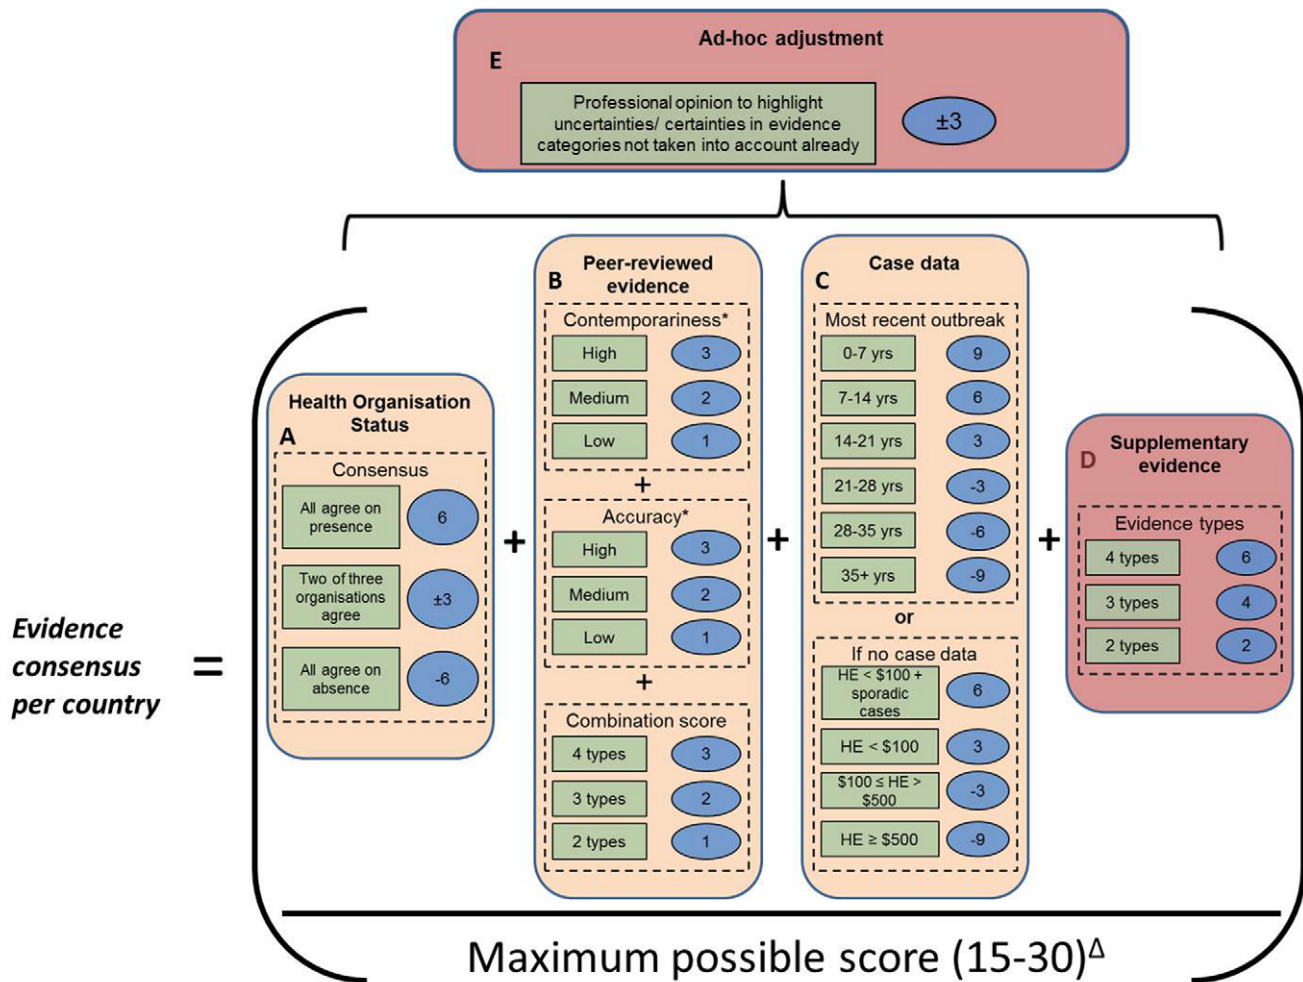 Ad-hoc adjustment
E
Professional opinion to highlight
uncertainties/ certainties in evidence
categories not taken into account already
±3
Evidence
consensus
per country
=
Health Organisation
Status
A
Consensus
All agree on
presence
6
Two of three
organisations
agree
±3
All agree on
absence
-6
+
Peer-reviewed
evidence
B
Contemporariness*
High
3
Medium
2
Low
1
+
Accuracy*
High
3
Medium
2
Low
1
+
Combination score
4 types
3
3 types
2
2 types
1
+
Case data
C
Most recent outbreak
0-7 yrs
9
7-14 yrs
6
14-21 yrs
3
21-28 yrs
-3
28-35 yrs
-6
35+ yrs
-9
or
If no case data
HE < $100 +
sporadic
cases
6
HE < $100
3
$100 ≤ HE >
$500
-3
HE ≥ $500
-9
+
Supplementary
evidence
D
Evidence types
4 types
6
3 types
4
2 types
2
Maximum possible score (15-30)Δ